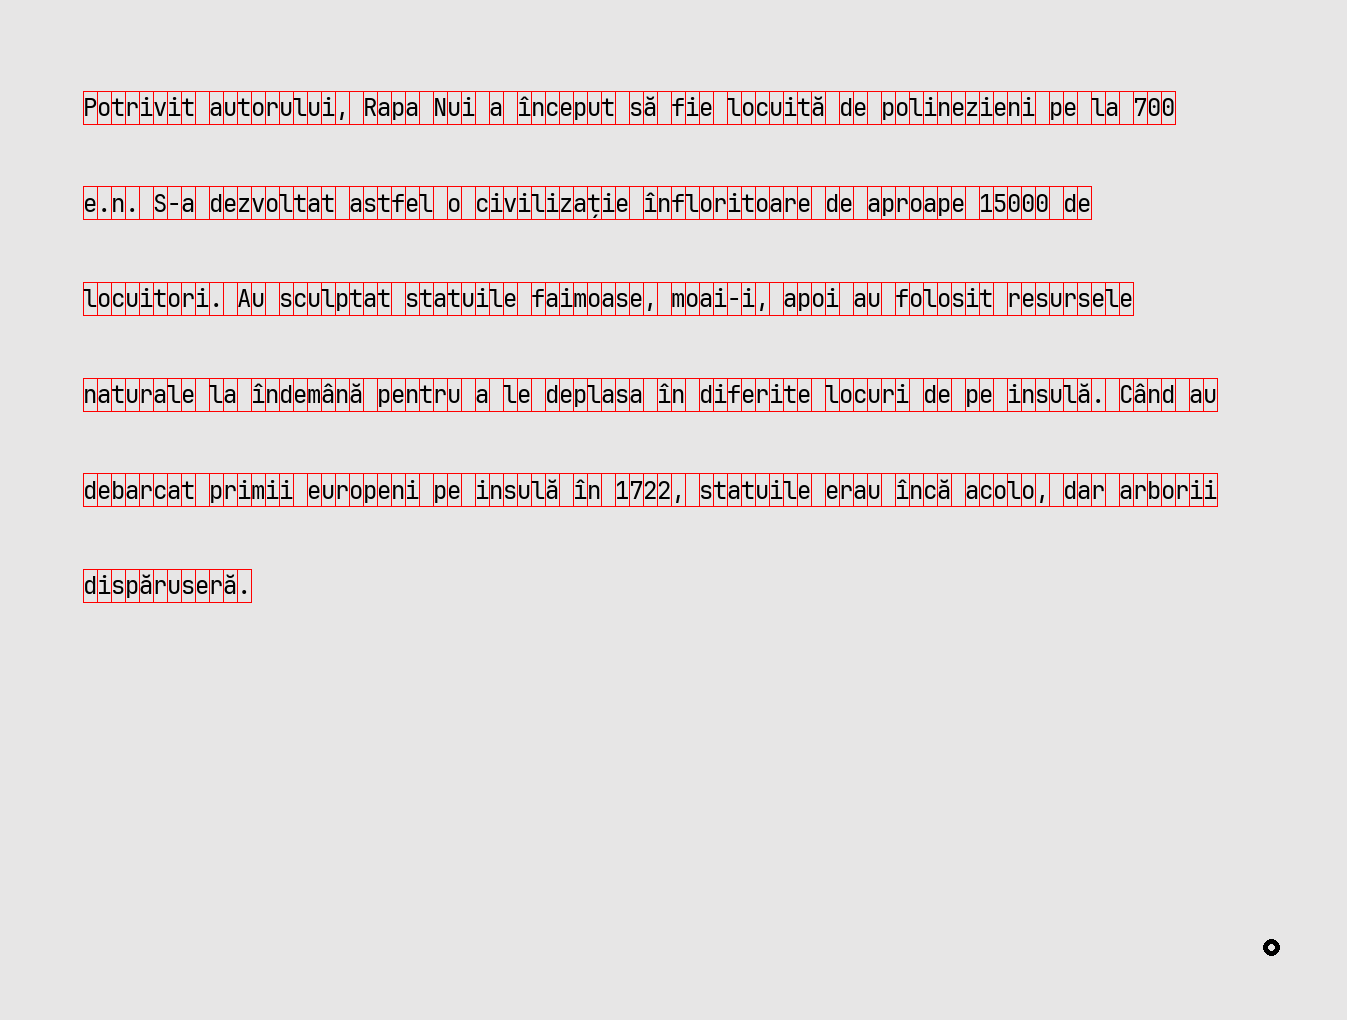 Potrivit autorului, Rapa Nui a început să fie locuită de polinezieni pe la 700
e.n. S-a dezvoltat astfel o civilizație înfloritoare de aproape 15000 de
locuitori. Au sculptat statuile faimoase, moai-i, apoi au folosit resursele
naturale la îndemână pentru a le deplasa în diferite locuri de pe insulă. Când au
debarcat primii europeni pe insulă în 1722, statuile erau încă acolo, dar arborii
dispăruseră.